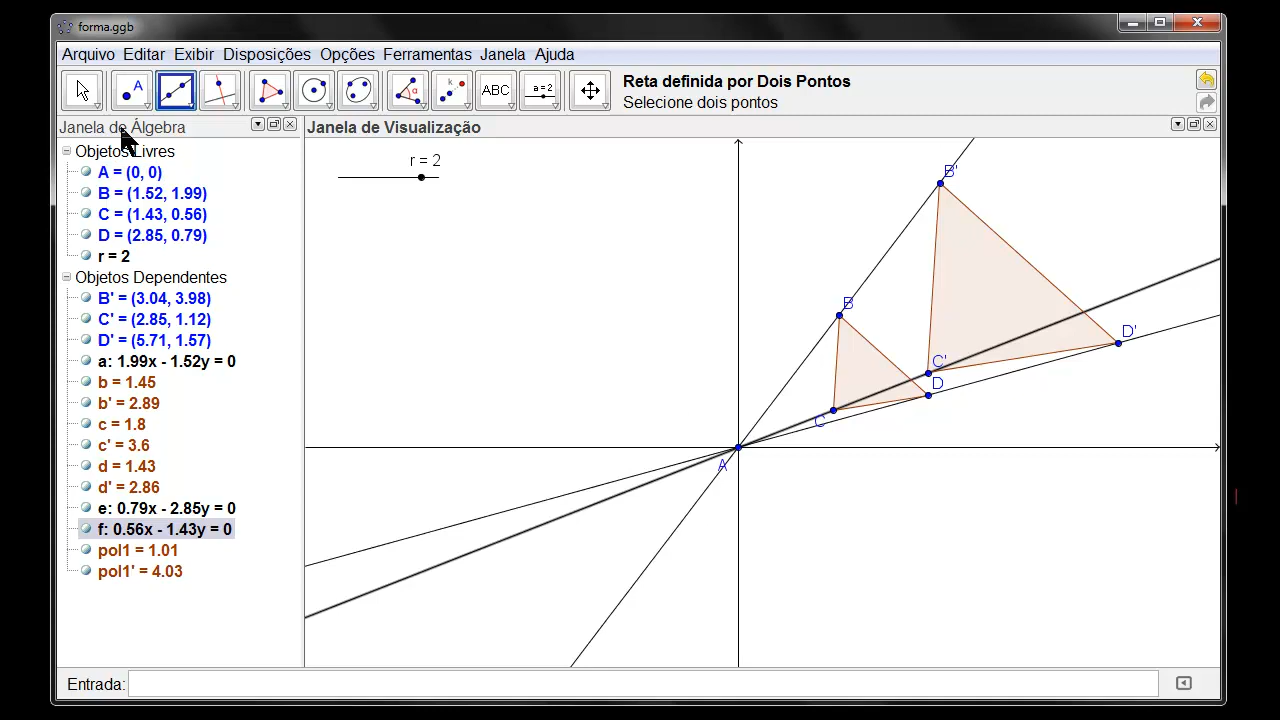 forma.ggb
Arquivo Editar Exibir Disposições Opções Ferramentas Janela Ajuda
A
α
k
ABC
a=2
Reta definida por Dois Pontos
Selecione dois pontos
Janela de Álgebra
Objetos Livres
A = (0, 0)
B = (1.52, 1.99)
C = (1.43, 0.56)
D = (2.85, 0.79)
r = 2
Objetos Dependentes
B' = (3.04, 3.98)
C' = (2.85, 1.12)
D' = (5.71, 1.57)
a: 1.99x - 1.52y = 0
b = 1.45
b' = 2.89
c = 1.8
c' = 3.6
d = 1.43
d' = 2.86
e: 0.79x - 2.85y = 0
f: 0.56x - 1.43y = 0
pol1 = 1.01
pol1' = 4.03
Janela de Visualização
r = 2
B'
B
D'
C'
D
C
A
Entrada: